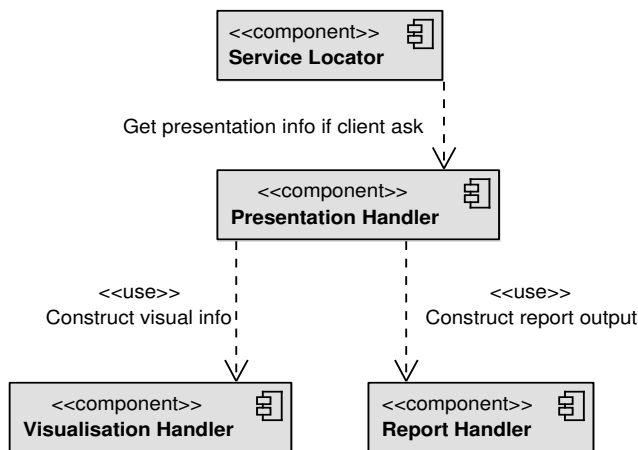 <<component>>
Service Locator
Get presentation info if client ask
<<component>>
Presentation Handler
<<use>>
Construct visual info
<<use>>
Construct report output
<<component>>
Visualisation Handler
<<component>>
Report Handler